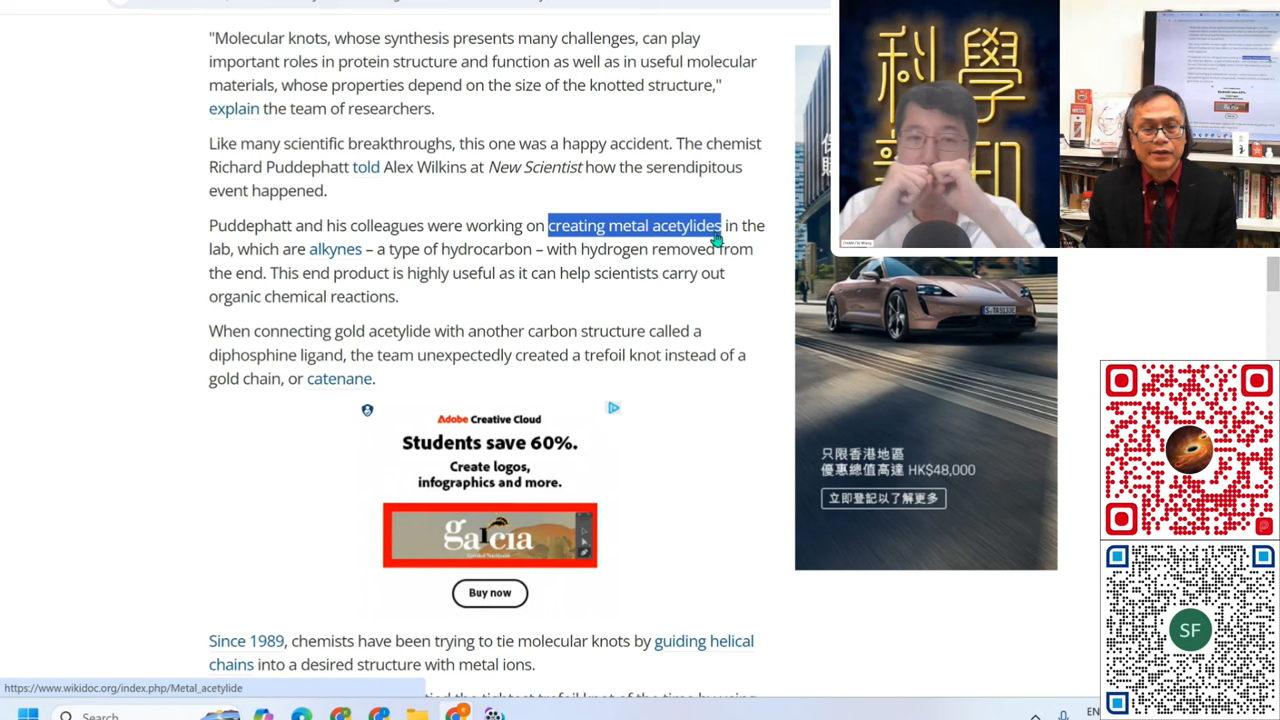 "Molecular knots, whose synthesis presents many challenges, can play
important roles in protein structure and function as well as in useful molecular
materials, whose properties depend on the size of the knotted structure,"
explain the team of researchers.
Like many scientific breakthroughs, this one was a happy accident. The chemist
Richard Puddephatt told Alex Wilkins at New Scientist how the serendipitous
event happened.
Puddephatt and his colleagues were working on creating metal acetylides in the
lab, which are alkynes – a type of hydrocarbon – with hydrogen removed from
the end. This end product is highly useful as it can help scientists carry out
organic chemical reactions.
When connecting gold acetylide with another carbon structure called a
diphosphine ligand, the team unexpectedly created a trefoil knot instead of a
gold chain, or catenane.
Adobe Creative Cloud
Students save 60%.
Create logos,
infographics and more.
garcia
Buy now
Since 1989, chemists have been trying to tie molecular knots by guiding helical
chains into a desired structure with metal ions.
https://www.wikidoc.org/index.php/Metal_acetylide
Search
科學
印
只限香港地區
優惠總值高達 HK$48,000
立即登記以了解更多
SF
EN